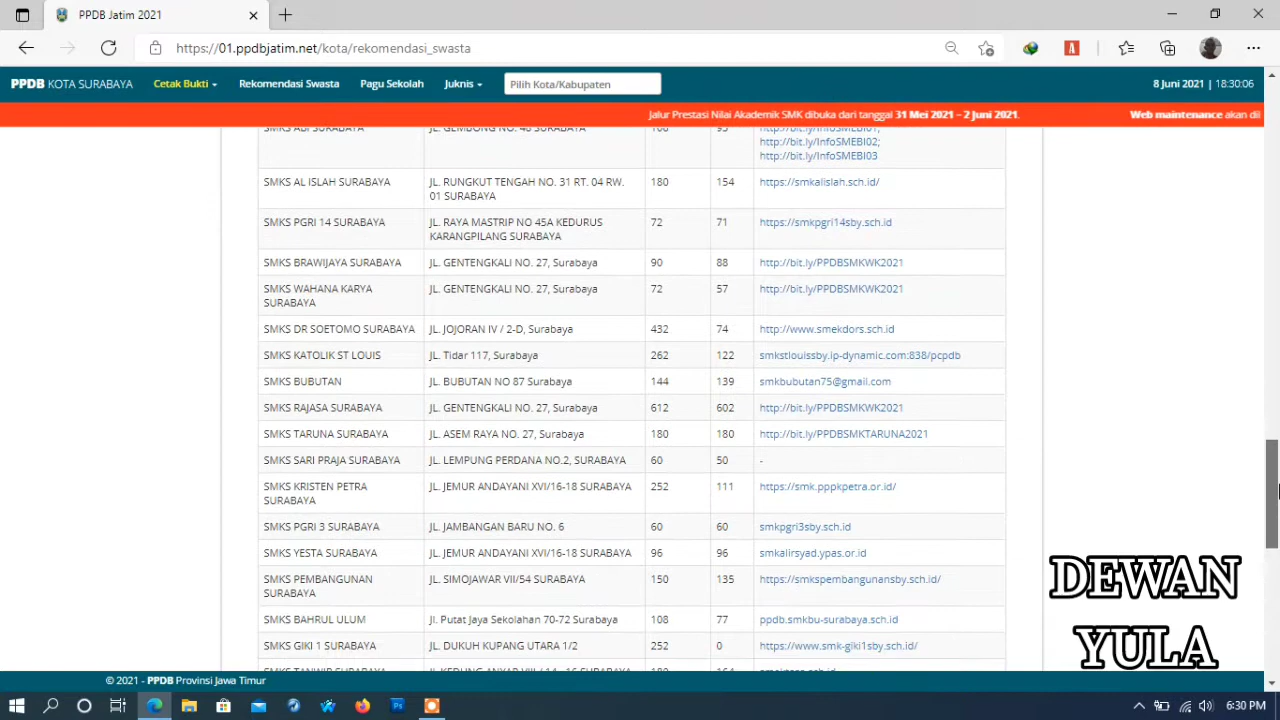 PPDB Jatim 2021
https://01.ppdbjatim.net/kota/rekomendasi_swasta
PPDB KOTA SURABAYA Cetak Bukti Rekomendasi Swasta Pagu Sekolah Juknis Pilih Kota/Kabupaten 8 Juni 2021 | 18:30:06
Jalur Prestasi Nilai Akademik SMK dibuka dari tanggal 31 Mei 2021 – 2 Juni 2021. Web maintenance akan dil
http://bit.ly/InfoSMEBI01;
http://bit.ly/InfoSMEBI02;
http://bit.ly/InfoSMEBI03
SMKS AL ISLAH SURABAYA JL. RUNGKUT TENGAH NO. 31 RT. 04 RW. 180 154 https://smkalislah.sch.id/
01 SURABAYA
SMKS PGRI 14 SURABAYA JL. RAYA MASTRIP NO 45A KEDURUS 72 71 https://smkpgri14sby.sch.id
KARANGPILANG SURABAYA
SMKS BRAWIJAYA SURABAYA JL. GENTENGKALI NO. 27, Surabaya 90 88 http://bit.ly/PPDBSMKWK2021
SMKS WAHANA KARYA JL. GENTENGKALI NO. 27, Surabaya 72 57 http://bit.ly/PPDBSMKWK2021
SURABAYA
SMKS DR SOETOMO SURABAYA JL. JOJORAN IV / 2-D, Surabaya 432 74 http://www.smekdors.sch.id
SMKS KATOLIK ST LOUIS JL. Tidar 117, Surabaya 262 122 smkstlouissby.ip-dynamic.com:838/pcpdb
SMKS BUBUTAN JL. BUBUTAN NO 87 Surabaya 144 139 smkbubutan75@gmail.com
SMKS RAJASA SURABAYA JL. GENTENGKALI NO. 27, Surabaya 612 602 http://bit.ly/PPDBSMKWK2021
SMKS TARUNA SURABAYA JL. ASEM RAYA NO. 27, Surabaya 180 180 http://bit.ly/PPDBSMKTARUNA2021
SMKS SARI PRAJA SURABAYA JL. LEMPUNG PERDANA NO.2, SURABAYA 60 50 -
SMKS KRISTEN PETRA JL. JEMUR ANDAYANI XVI/16-18 SURABAYA 252 111 https://smk.pppkpetra.or.id/
SURABAYA
SMKS PGRI 3 SURABAYA JL. JAMBANGAN BARU NO. 6 60 60 smkpgri3sby.sch.id
SMKS YESTA SURABAYA JL. JEMUR ANDAYANI XVI/16-18 SURABAYA 96 96 smkalirsyad.ypas.or.id
SMKS PEMBANGUNAN JL. SIMOJAWAR VII/54 SURABAYA 150 135 https://smkspembangunansby.sch.id/
SURABAYA
SMKS BAHRUL ULUM Jl. Putat Jaya Sekolahan 70-72 Surabaya 108 77 ppdb.smkbu-surabaya.sch.id
SMKS GIKI 1 SURABAYA JL. DUKUH KUPANG UTARA 1/2 252 0 https://www.smk-giki1sby.sch.id/
DEWAN
YULA
© 2021 - PPDB Provinsi Jawa Timur
6:30 PM